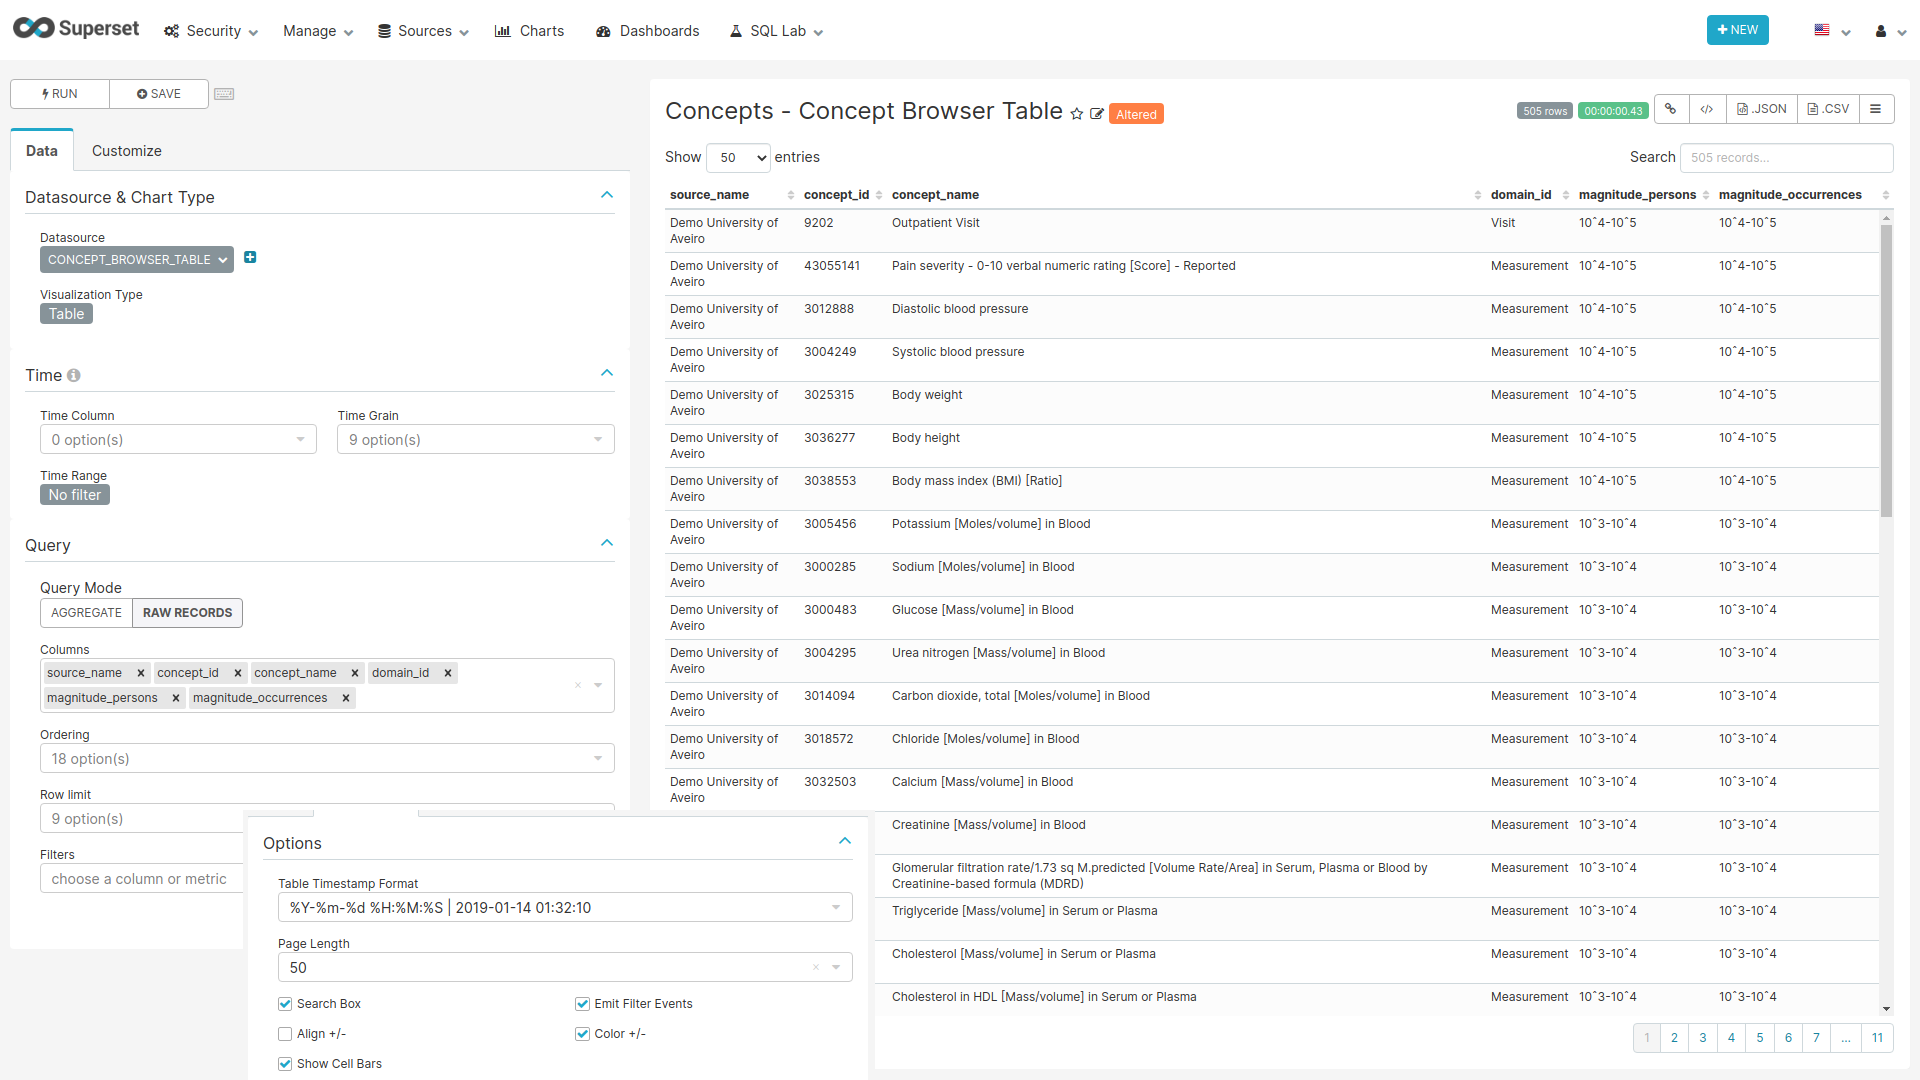 Superset Security Manage Sources Charts Dashboards SQL Lab + NEW
RUN SAVE
Data Customize
Datasource & Chart Type
Datasource
CONCEPT_BROWSER_TABLE
Visualization Type
Table
Time
Time Column Time Grain
0 option(s) 9 option(s)
Time Range
No filter
Query
Query Mode
AGGREGATE RAW RECORDS
Columns
source_name × concept_id × concept_name × domain_id ×
magnitude_persons × magnitude_occurrences ×
Ordering
18 option(s)
Row limit
9 option(s)
Filters
choose a column or metric
Options
Table Timestamp Format
%Y-%m-%d %H:%M:%S | 2019-01-14 01:32:10
Page Length
50
Search Box Emit Filter Events
Align +/- Color +/-
Show Cell Bars
Concepts - Concept Browser Table Altered 505 rows 00:00:00.43 </> .JSON .CSV
Show 50 entries Search 505 records...
source_name concept_id concept_name domain_id magnitude_persons magnitude_occurrences
Demo University of 9202 Outpatient Visit Visit 10^4-10^5 10^4-10^5
Aveiro
Demo University of 43055141 Pain severity - 0-10 verbal numeric rating [Score] - Reported Measurement 10^4-10^5 10^4-10^5
Aveiro
Demo University of 3012888 Diastolic blood pressure Measurement 10^4-10^5 10^4-10^5
Aveiro
Demo University of 3004249 Systolic blood pressure Measurement 10^4-10^5 10^4-10^5
Aveiro
Demo University of 3025315 Body weight Measurement 10^4-10^5 10^4-10^5
Aveiro
Demo University of 3036277 Body height Measurement 10^4-10^5 10^4-10^5
Aveiro
Demo University of 3038553 Body mass index (BMI) [Ratio] Measurement 10^4-10^5 10^4-10^5
Aveiro
Demo University of 3005456 Potassium [Moles/volume] in Blood Measurement 10^3-10^4 10^3-10^4
Aveiro
Demo University of 3000285 Sodium [Moles/volume] in Blood Measurement 10^3-10^4 10^3-10^4
Aveiro
Demo University of 3000483 Glucose [Mass/volume] in Blood Measurement 10^3-10^4 10^3-10^4
Aveiro
Demo University of 3004295 Urea nitrogen [Mass/volume] in Blood Measurement 10^3-10^4 10^3-10^4
Aveiro
Demo University of 3014094 Carbon dioxide, total [Moles/volume] in Blood Measurement 10^3-10^4 10^3-10^4
Aveiro
Demo University of 3018572 Chloride [Moles/volume] in Blood Measurement 10^3-10^4 10^3-10^4
Aveiro
Demo University of 3032503 Calcium [Mass/volume] in Blood Measurement 10^3-10^4 10^3-10^4
Aveiro
Creatinine [Mass/volume] in Blood Measurement 10^3-10^4 10^3-10^4
Glomerular filtration rate/1.73 sq M.predicted [Volume Rate/Area] in Serum, Plasma or Blood by Measurement 10^3-10^4 10^3-10^4
Creatinine-based formula (MDRD)
Triglyceride [Mass/volume] in Serum or Plasma Measurement 10^3-10^4 10^3-10^4
Cholesterol [Mass/volume] in Serum or Plasma Measurement 10^3-10^4 10^3-10^4
Cholesterol in HDL [Mass/volume] in Serum or Plasma Measurement 10^3-10^4 10^3-10^4
1 2 3 4 5 6 7 ... 11